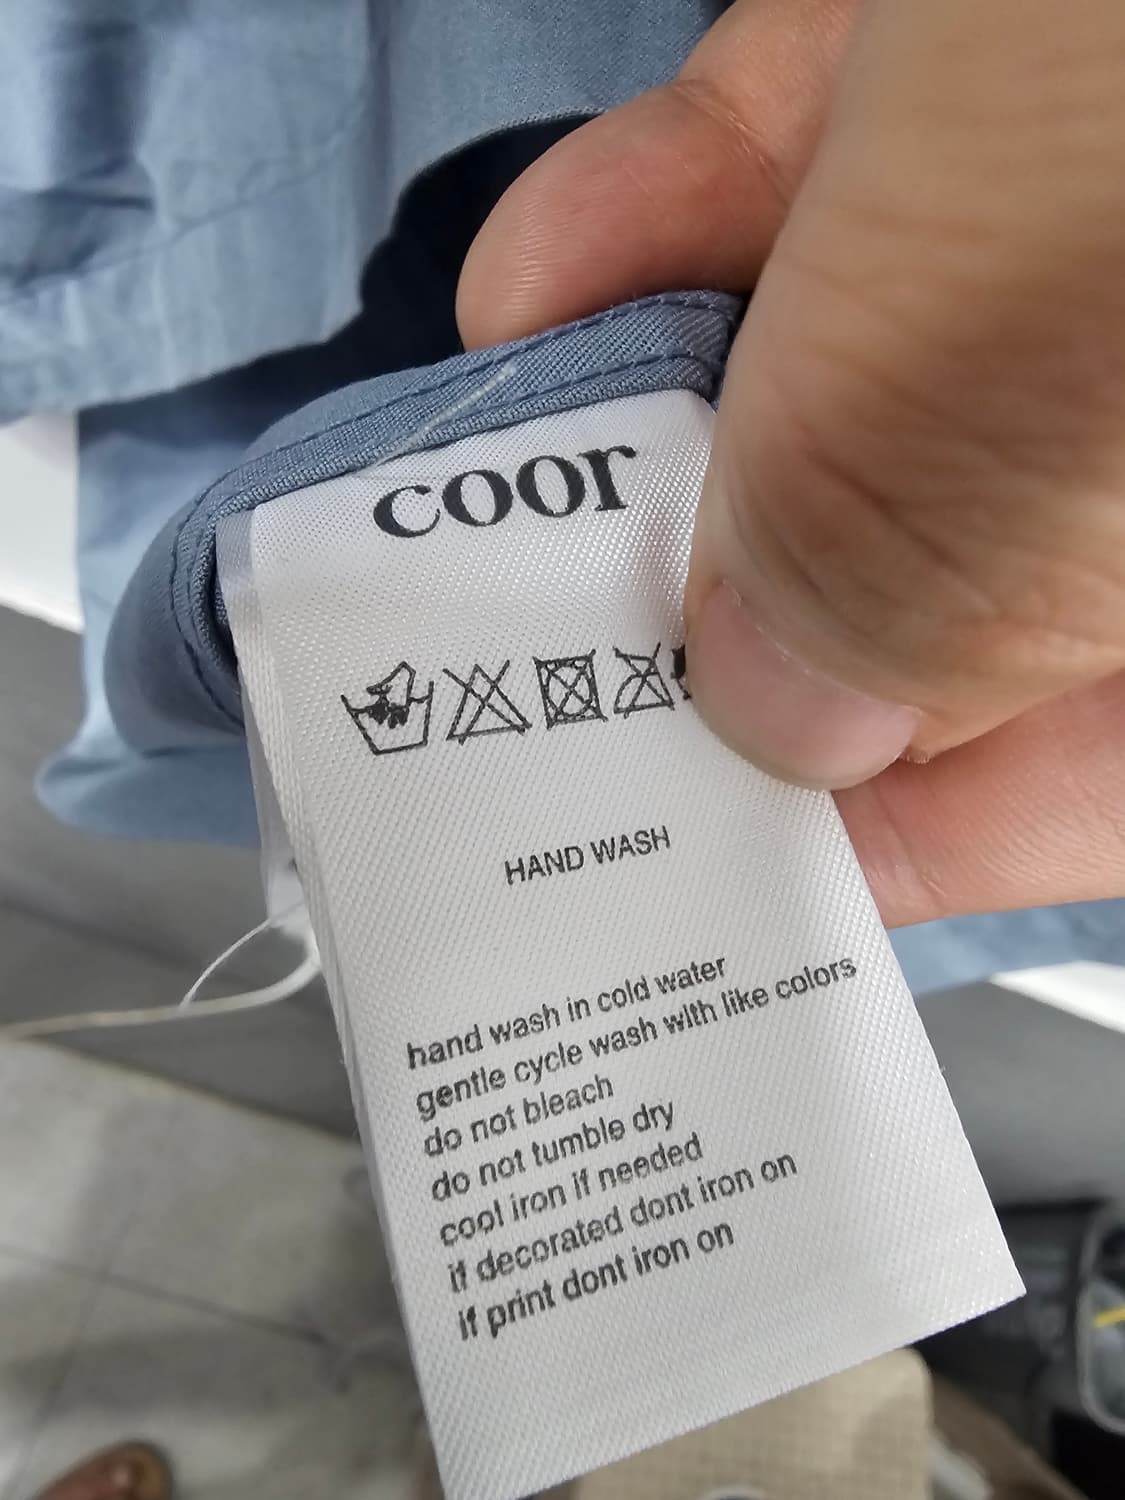 coor
HAND WASH
hand wash in cold water
gentle cycle wash with like colors
do not bleach
do not tumble dry
cool iron if needed
if decorated dont iron on
if print dont iron on